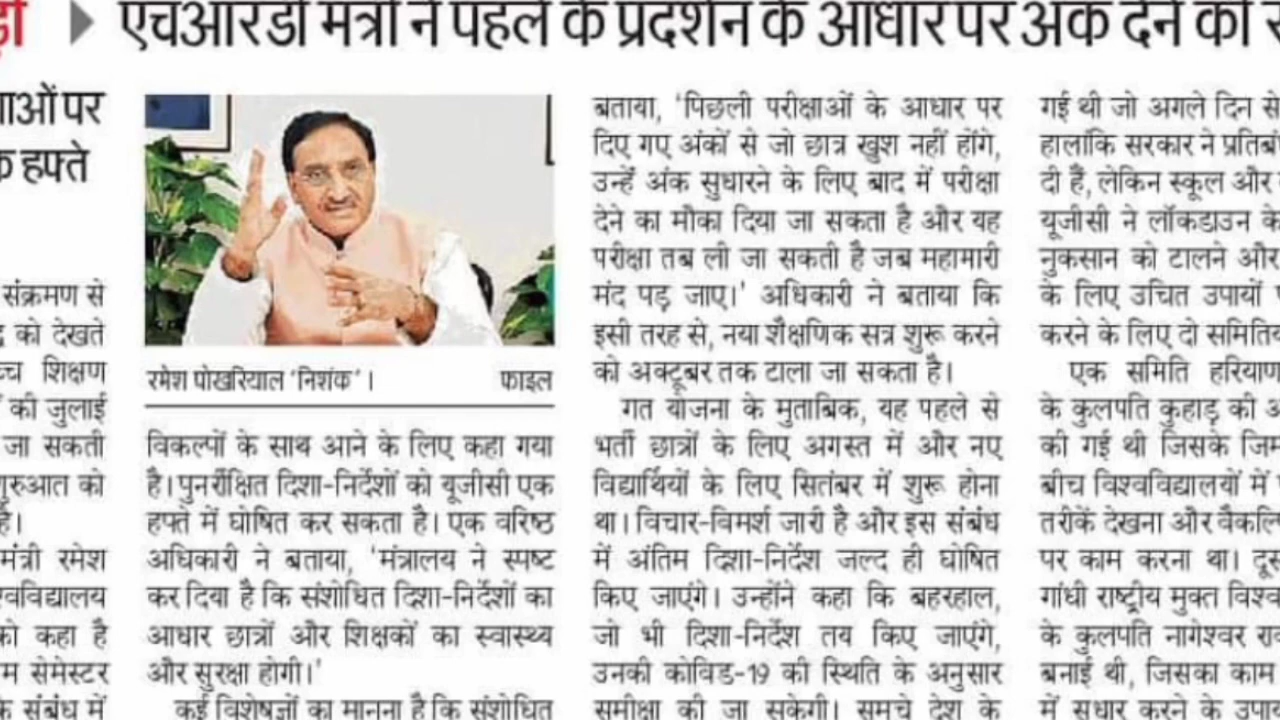 एचआरडी मंत्री ने पहले के प्रदर्शन के आधार पर अंक देने की
ओं पर
हफ्ते
संक्रमण से
को देखते
शिक्षण
की जुलाई
जा सकती
शुरुआत को
है।
मंत्री रमेश
विश्वविद्यालय
को कहा है
सेमेस्टर
के संबंध में
रमेश पोखरियाल 'निशंक'। फाइल
विकल्पों के साथ आने के लिए कहा गया
है। पुनरीक्षित दिशा-निर्देशों को यूजीसी एक
हफ्ते में घोषित कर सकता है। एक वरिष्ठ
अधिकारी ने बताया, 'मंत्रालय ने स्पष्ट
कर दिया है कि संशोधित दिशा-निर्देशों का
आधार छात्रों और शिक्षकों का स्वास्थ्य
और सुरक्षा होगी।'
कई विशेषज्ञों का मानना है कि संशोधित
बताया, 'पिछली परीक्षाओं के आधार पर
दिए गए अंकों से जो छात्र खुश नहीं होंगे,
उन्हें अंक सुधारने के लिए बाद में परीक्षा
देने का मौका दिया जा सकता है और यह
परीक्षा तब ली जा सकती है जब महामारी
मंद पड़ जाए।' अधिकारी ने बताया कि
इसी तरह से, नया शैक्षणिक सत्र शुरू करने
को अक्टूबर तक टाला जा सकता है।
गत योजना के मुताबिक, यह पहले से
भर्ती छात्रों के लिए अगस्त में और नए
विद्यार्थियों के लिए सितंबर में शुरू होना
था। विचार-विमर्श जारी है और इस संबंध
में अंतिम दिशा-निर्देश जल्द ही घोषित
किए जाएंगे। उन्होंने कहा कि बहरहाल,
जो भी दिशा-निर्देश तय किए जाएंगे,
उनकी कोविड-19 की स्थिति के अनुसार
समीक्षा की जा सकेगी। समूचे देश के
गई थी जो अगले दिन से
हालांकि सरकार ने
दी हैं, लेकिन स्कूल और
यूजीसी ने लॉकडाउन के
नुकसान को टालने और
के लिए उचित उपायों
करने के लिए दो
एक समिति
के कुलपति कुहाड़ की
की गई थी जिसके
बीच विश्वविद्यालयों में
तरीके देखना और
पर काम करना था।
गांधी राष्ट्रीय मुक्त
के कुलपति नागेश्वर
बनाई थी, जिसका काम
में सुधार करने के